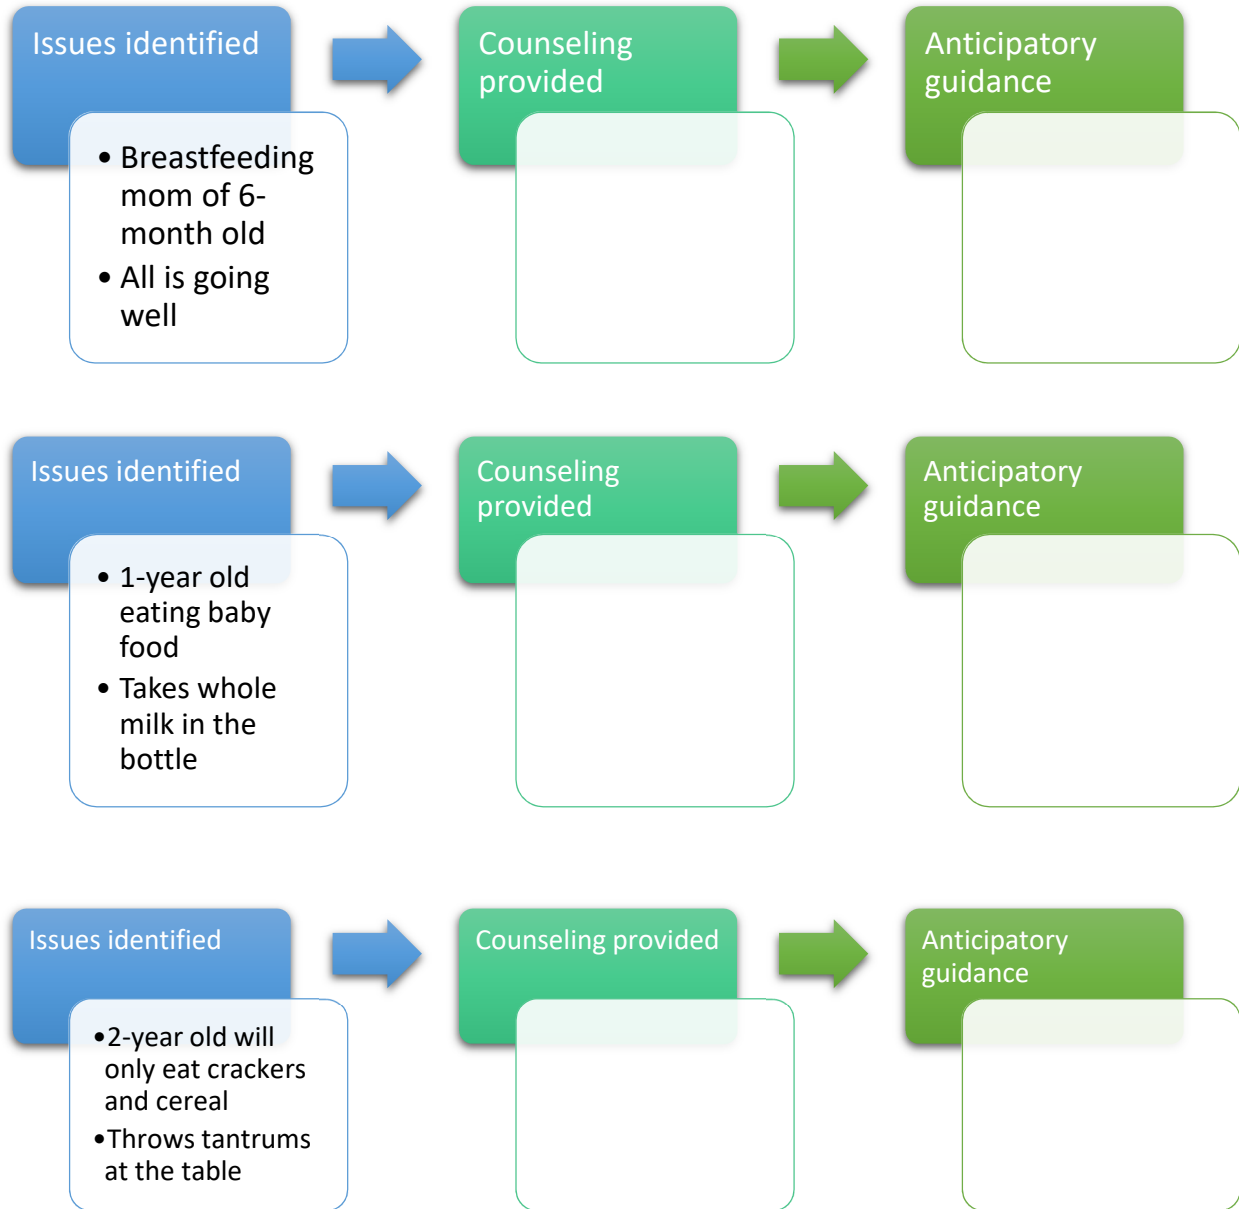 Issues identified
Counseling
provided
Anticipatory
guidance
• Breastfeeding
mom of 6-
month old
• All is going
well
Issues identified
Counseling
provided
Anticipatory
guidance
• 1-year old
eating baby
food
• Takes whole
milk in the
bottle
Issues identified
Counseling provided
Anticipatory
guidance
•2-year old will
only eat crackers
and cereal
•Throws tantrums
at the table